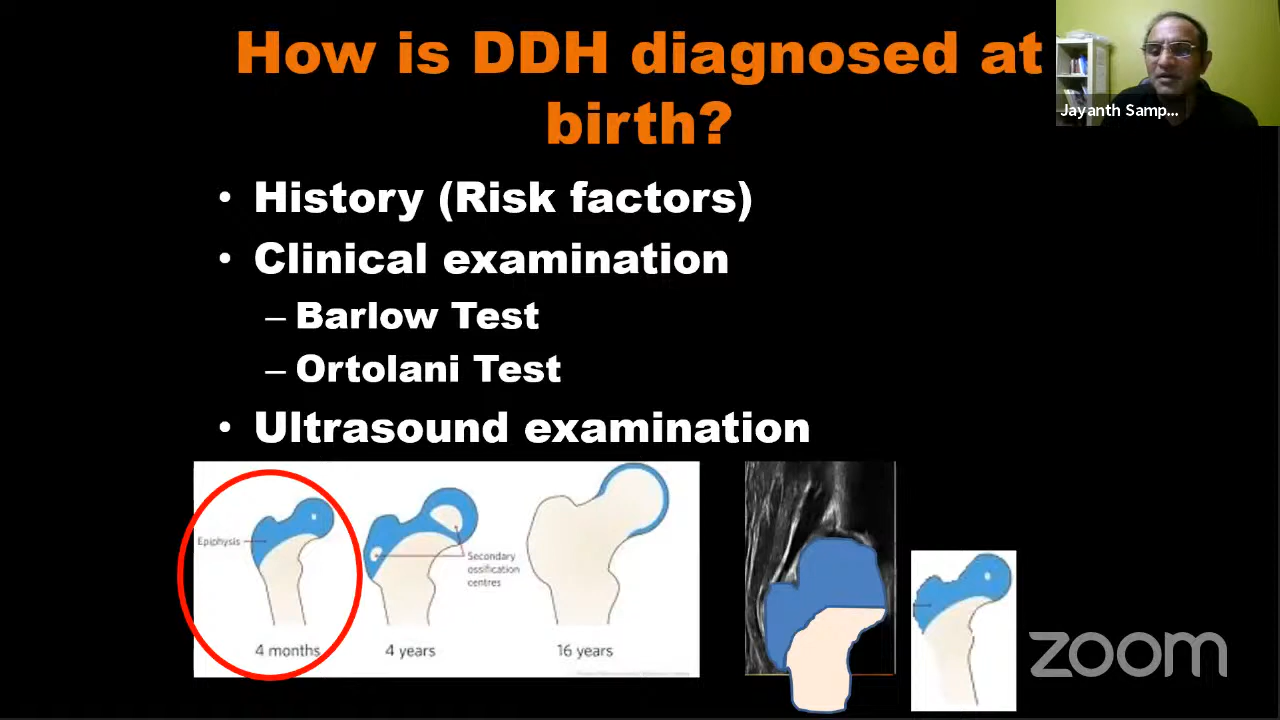 How is DDH diagnosed at
birth?
Jayanth Samp...
• History (Risk factors)
• Clinical examination
– Barlow Test
– Ortolani Test
• Ultrasound examination
Epiphysis
Secondary
ossification
centres
4 months
4 years
16 years
zoom